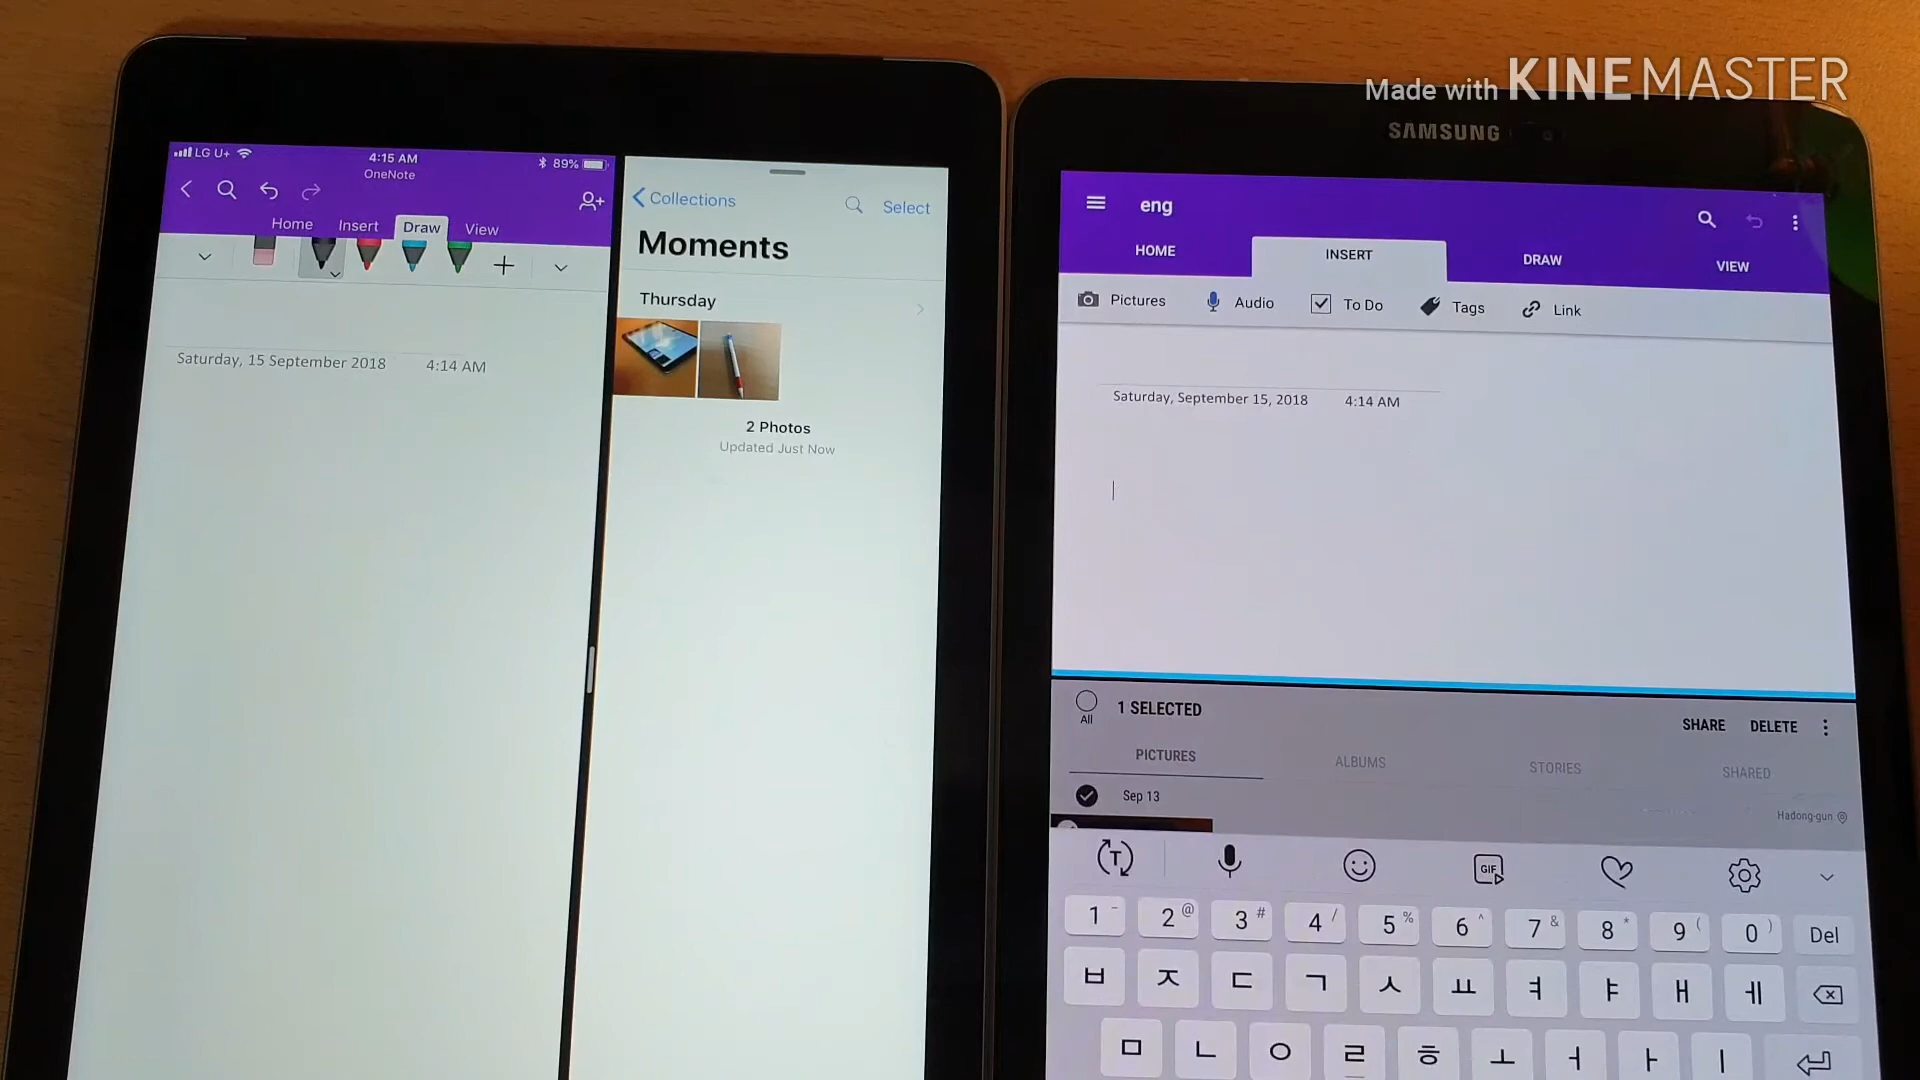 Made with KINEMASTER
LG U+
4:15 AM
89%
OneNote
Home Insert Draw View
Saturday, 15 September 2018 4:14 AM
Collections
Select
Moments
Thursday
2 Photos
Updated Just Now
SAMSUNG
eng
HOME INSERT DRAW VIEW
Pictures Audio To Do Tags Link
Saturday, September 15, 2018 4:14 AM
All
1 SELECTED
SHARE DELETE
PICTURES ALBUMS STORIES SHARED
Sep 13
Hadong-gun
T
GIF
1 - 2 @ 3 # 4 / 5 % 6 ^ 7 & 8 * 9 ( 0 ) Del
ㅂ ㅈ ㄷ ㄱ ㅅ ㅛ ㅕ ㅑ ㅐ ㅔ
ㅁ ㄴ ㅇ ㄹ ㅎ ㅗ ㅓ ㅏ ㅣ